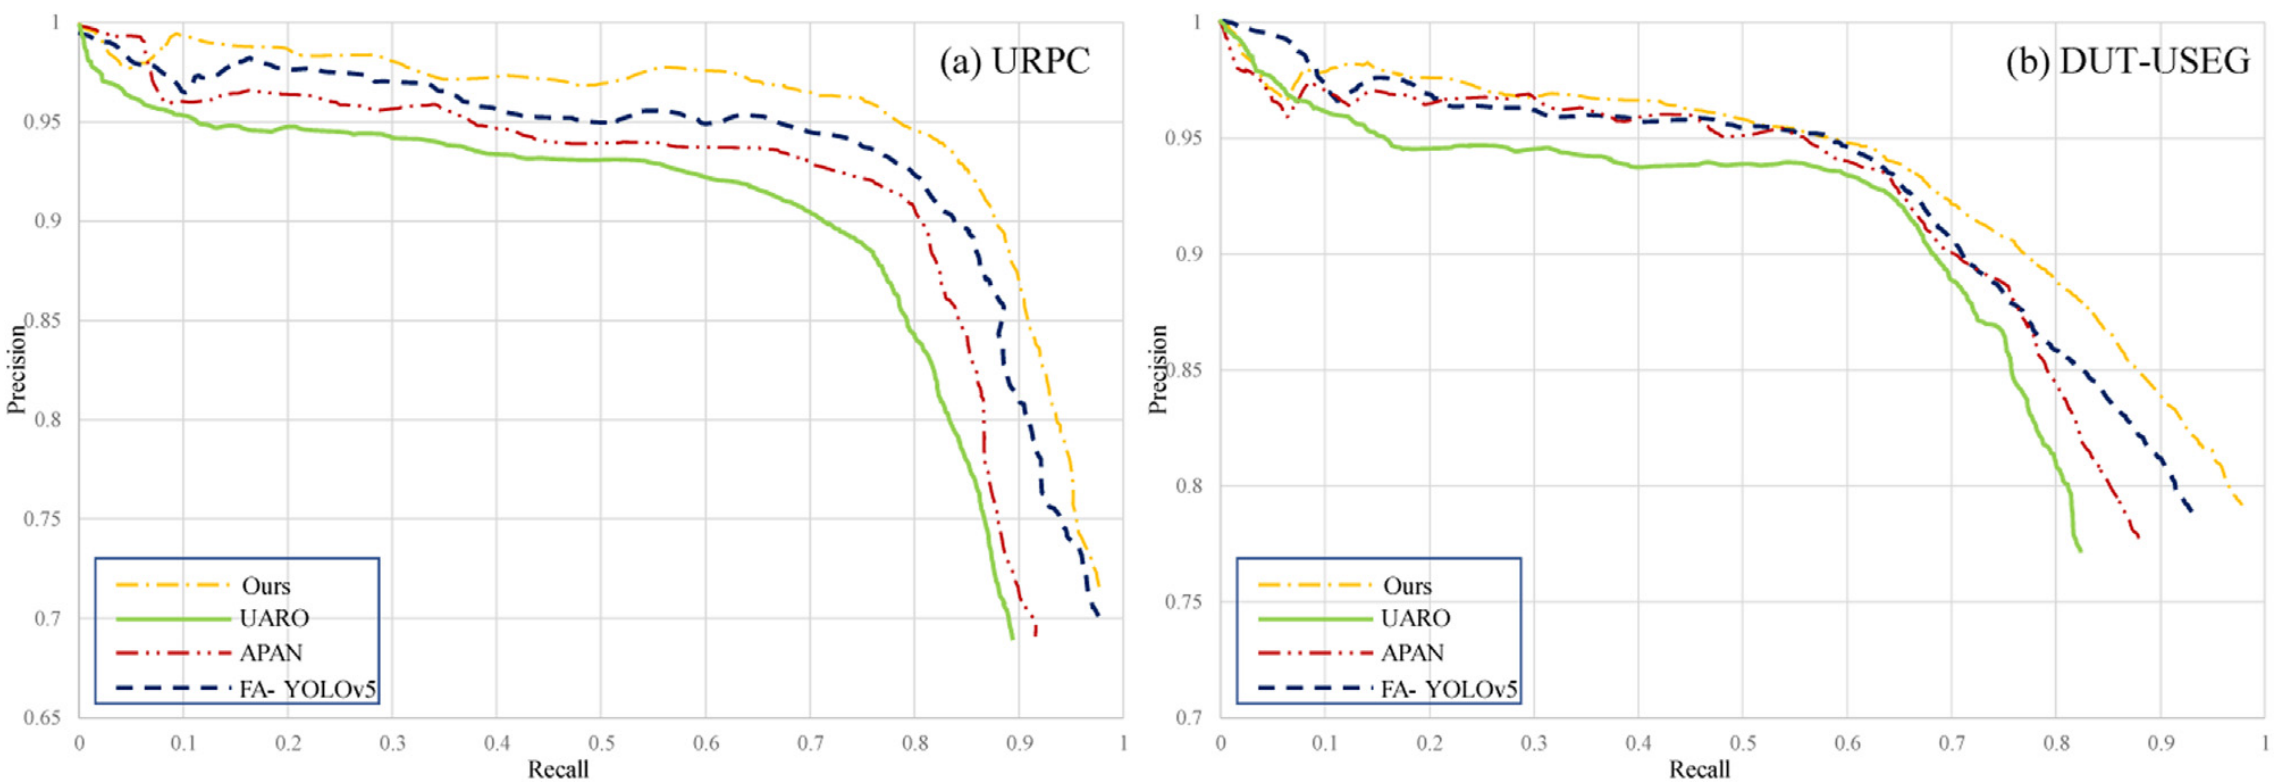 (a) URPC
Precision
1
0.95
0.9
0.85
0.8
0.75
0.7
0.65
Ours
UARO
APAN
FA- YOLOv5
0 0.1 0.2 0.3 0.4 0.5 0.6 0.7 0.8 0.9 1
Recall
(b) DUT-USEG
Precision
1
0.95
0.9
0.85
0.8
0.75
0.7
Ours
UARO
APAN
FA- YOLOv5
0 0.1 0.2 0.3 0.4 0.5 0.6 0.7 0.8 0.9 1
Recall